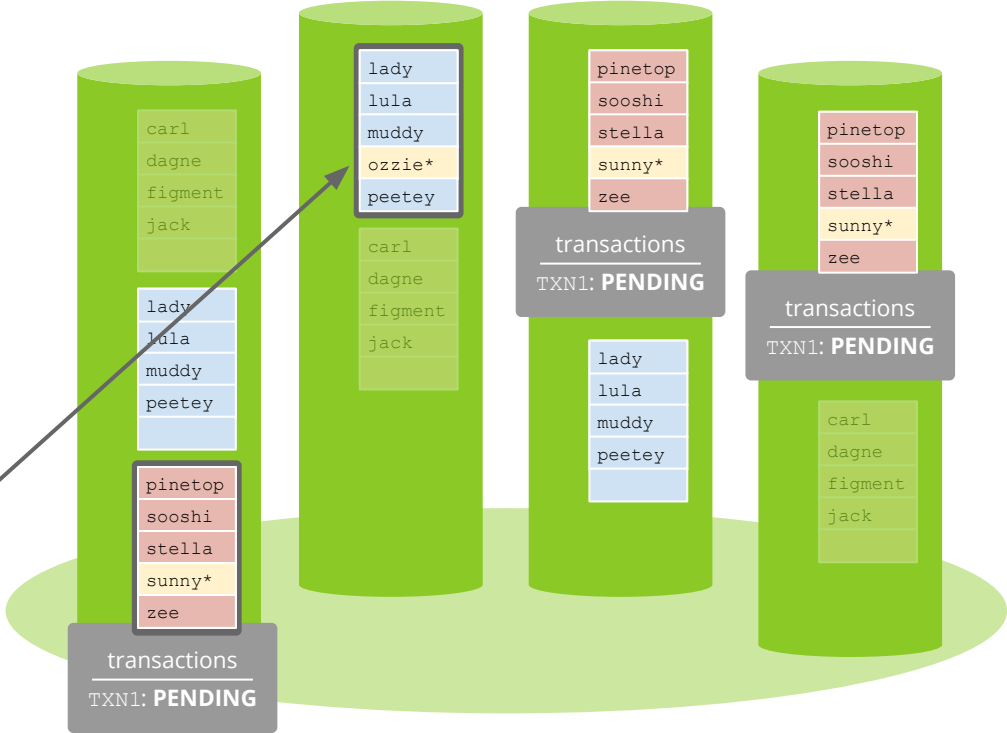 carl
dagne
figment
jack
lady
lula
muddy
peetey
pinetop
sooshi
stella
sunny*
zee
transactions
TXN1: PENDING
lady
lula
muddy
ozzie*
peetey
carl
dagne
figment
jack
pinetop
sooshi
stella
sunny*
zee
transactions
TXN1: PENDING
lady
lula
muddy
peetey
pinetop
sooshi
stella
sunny*
zee
transactions
TXN1: PENDING
carl
dagne
figment
jack